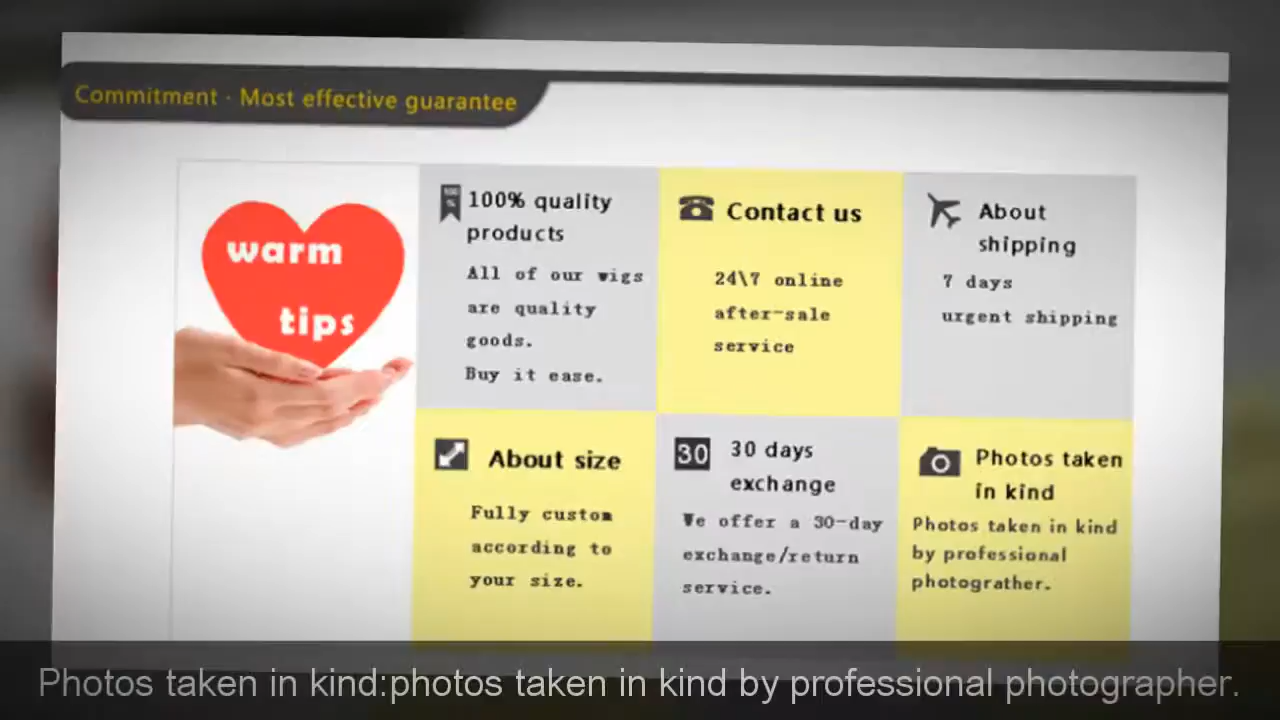 Commitment · Most effective guarantee
warm
tips
100
%
100% quality
products
All of our wigs
are quality
goods.
Buy it ease.
Contact us
24\7 online
after-sale
service
About
shipping
7 days
urgent shipping
About size
Fully custom
according to
your size.
30
30 days
exchange
We offer a 30-day
exchange/return
service.
Photos taken
in kind
Photos taken in kind
by professional
photograther.
Photos taken in kind:photos taken in kind by professional photographer.